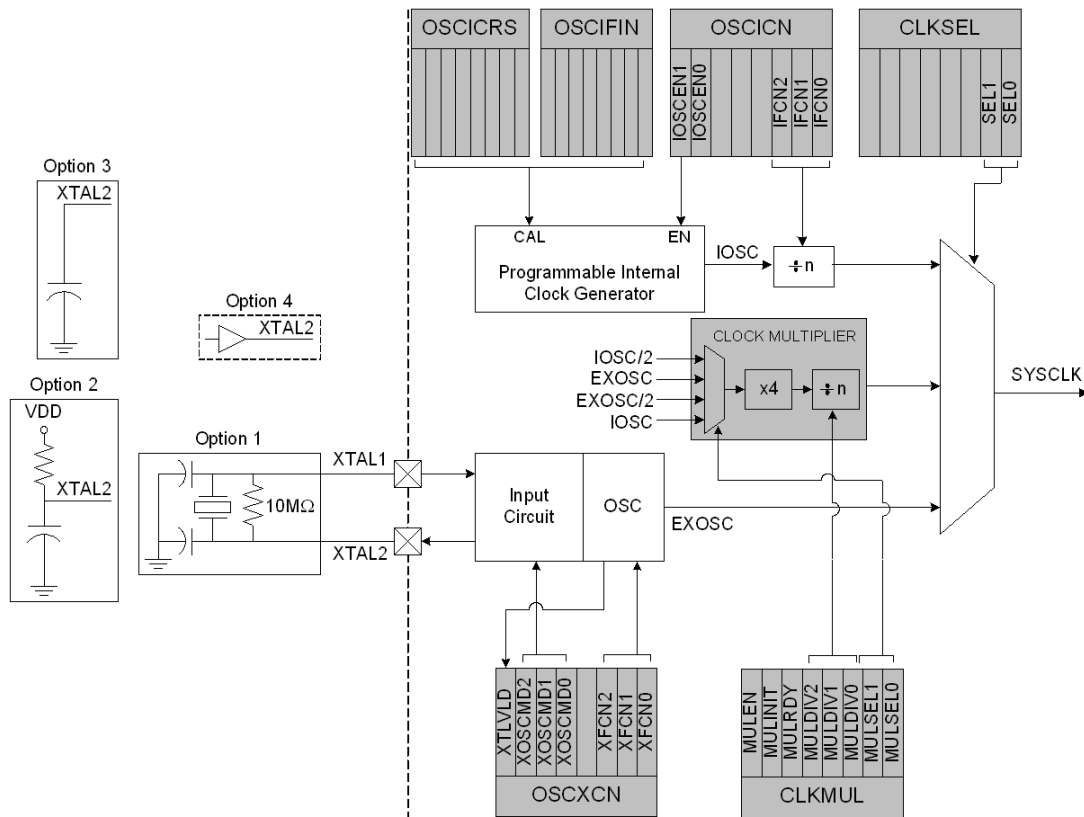 OSCICRS
OSCIFIN
OSCICN
CLKSEL
IOSCEN1
IOSCEN0
IFCN2
IFCN1
IFCN0
SEL1
SEL0
Option 3
XTAL2
Option 4
XTAL2
CAL
EN
Programmable Internal
Clock Generator
IOSC
÷n
CLOCK MULTIPLIER
IOSC/2
EXOSC
EXOSC/2
IOSC
x4
÷n
SYSCLK
Option 2
VDD
XTAL2
Option 1
10MΩ
XTAL1
XTAL2
Input
Circuit
OSC
EXOSC
XTLVLD
XOSCMD2
XOSCMD1
XOSCMD0
XFCN2
XFCN1
XFCN0
OSCXCN
MULEN
MULINIT
MULRDY
MULDIV2
MULDIV1
MULDIV0
MULSEL1
MULSEL0
CLKMUL